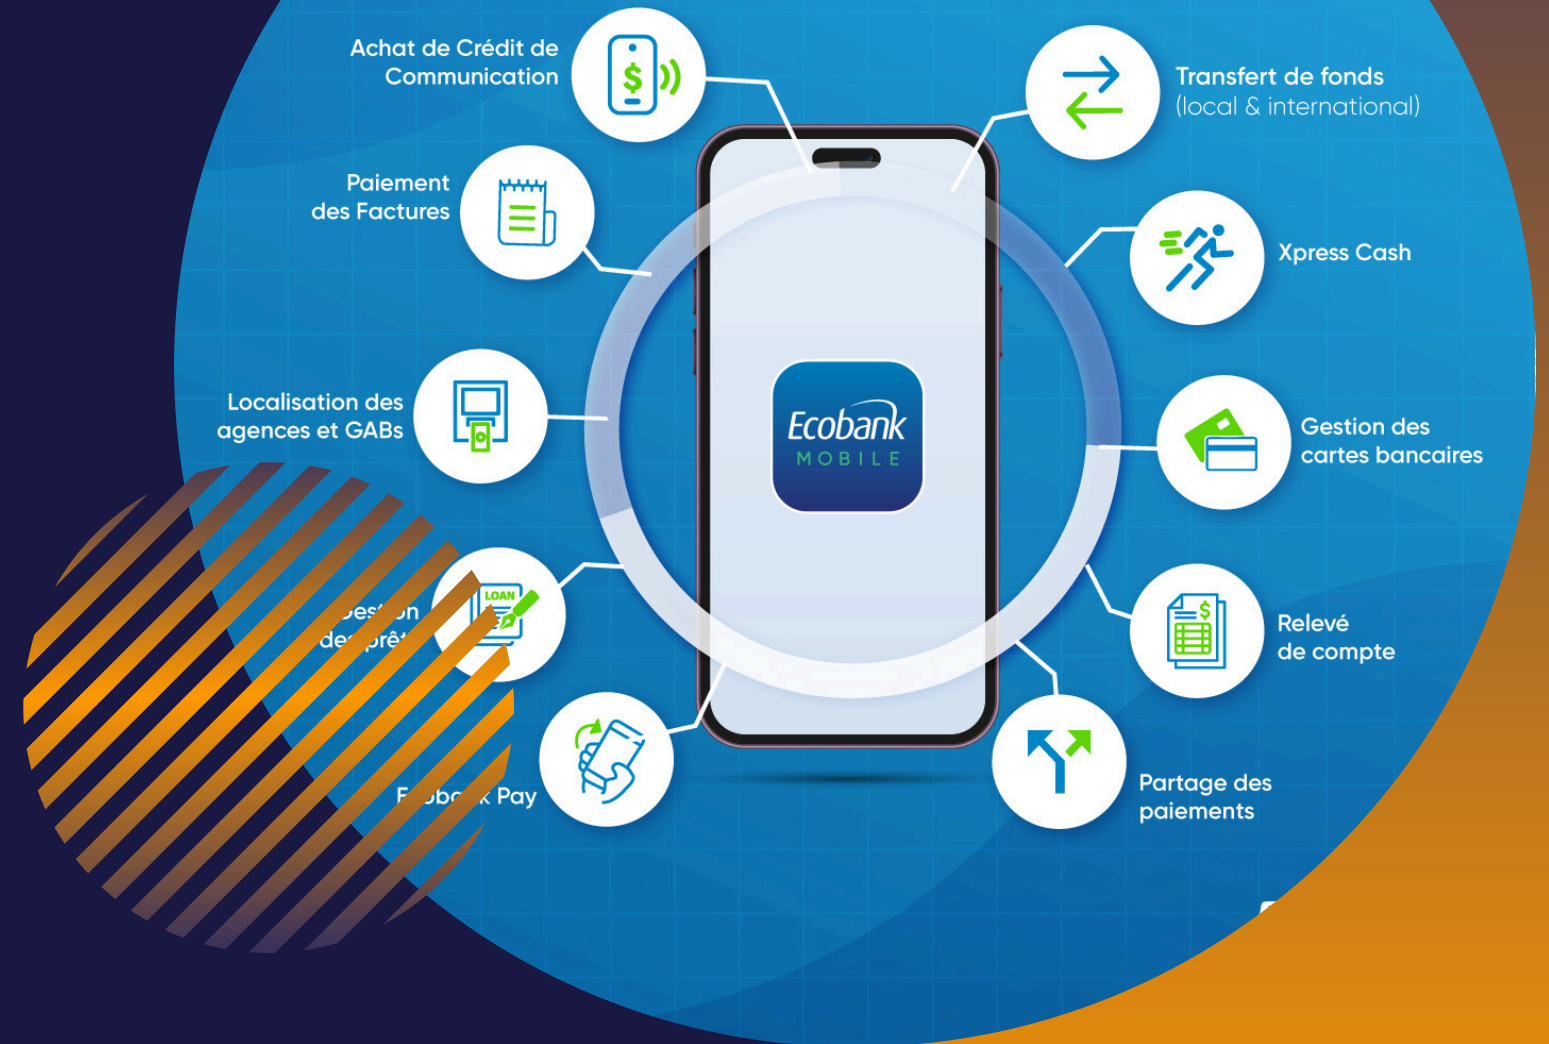 Achat de Crédit de
Communication
Transfert de fonds
(local & international)
Paiement
des Factures
Xpress Cash
Localisation des
agences et GABs
Ecobank
MOBILE
Gestion des
cartes bancaires
LOAN
Relevé
de compte
Pay
Partage des
paiements